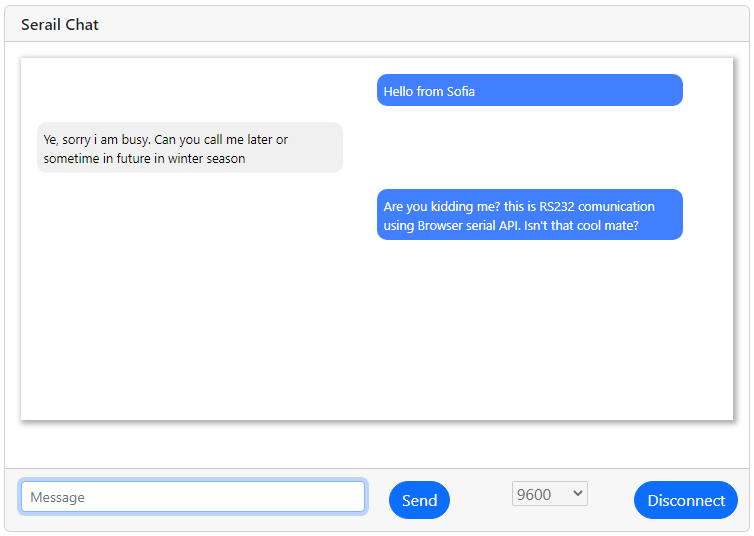 Serail Chat
Hello from Sofia
Ye, sorry i am busy. Can you call me later or
sometime in future in winter season
Are you kidding me? this is RS232 comunication
using Browser serial API. Isn't that cool mate?
Message
Send
9600
Disconnect